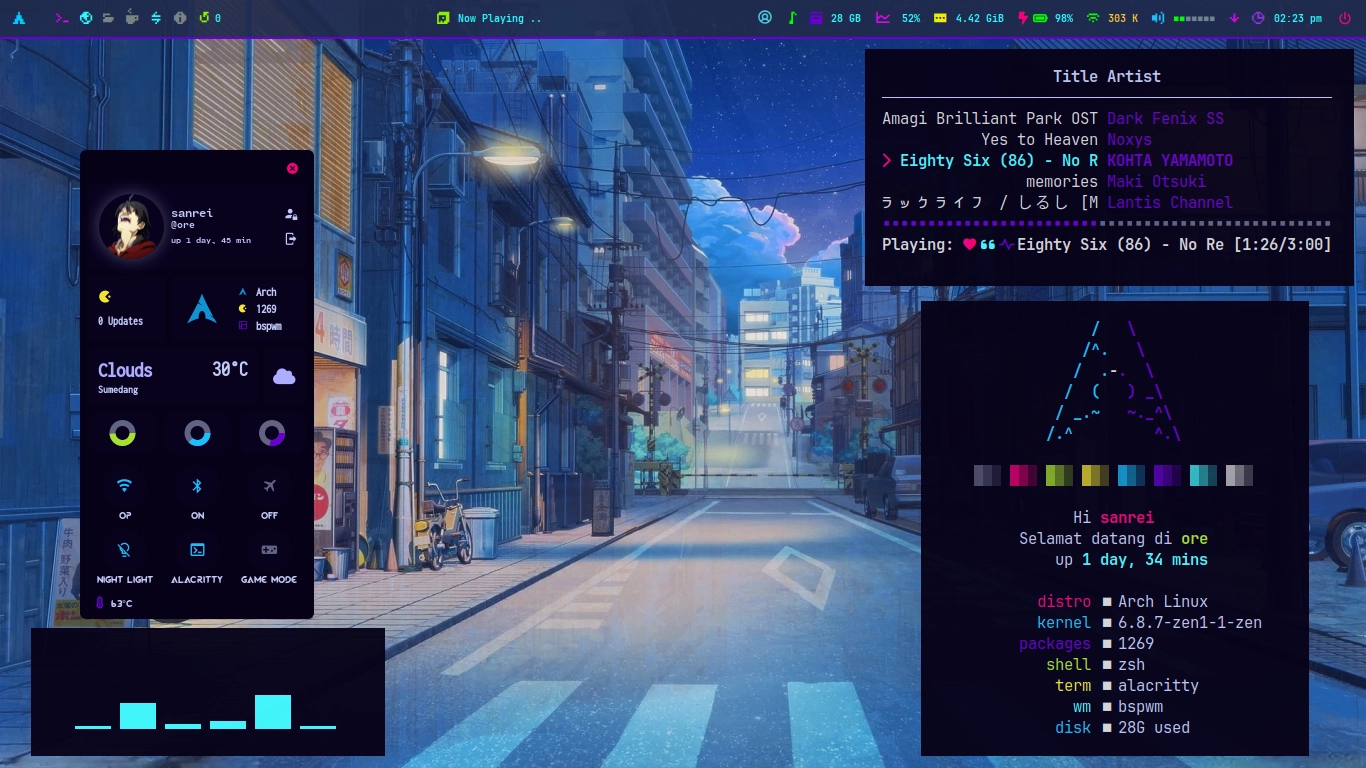 0
Now Playing ..
28 GB
52%
4.42 GiB
98%
303 K
02:23 pm
sanrei
@ore
up 1 day, 45 min
0 Updates
Arch
1269
bspwm
Clouds
30°C
Sumedang
OP
ON
OFF
NIGHT LIGHT
ALACRITTY
GAME MODE
63°C
Title Artist
Amagi Brilliant Park OST Dark Fenix SS
Yes to Heaven Noxys
Eighty Six (86) - No R KOHTA YAMAMOTO
memories Maki Otsuki
ラックライフ / しるし [M Lantis Channel
Playing: Eighty Six (86) - No Re [1:26/3:00]
Hi sanrei
Selamat datang di ore
up 1 day, 34 mins
distro ■ Arch Linux
kernel ■ 6.8.7-zen1-1-zen
packages ■ 1269
shell ■ zsh
term ■ alacritty
wm ■ bspwm
disk ■ 28G used
4時間
牛肉
野菜入り